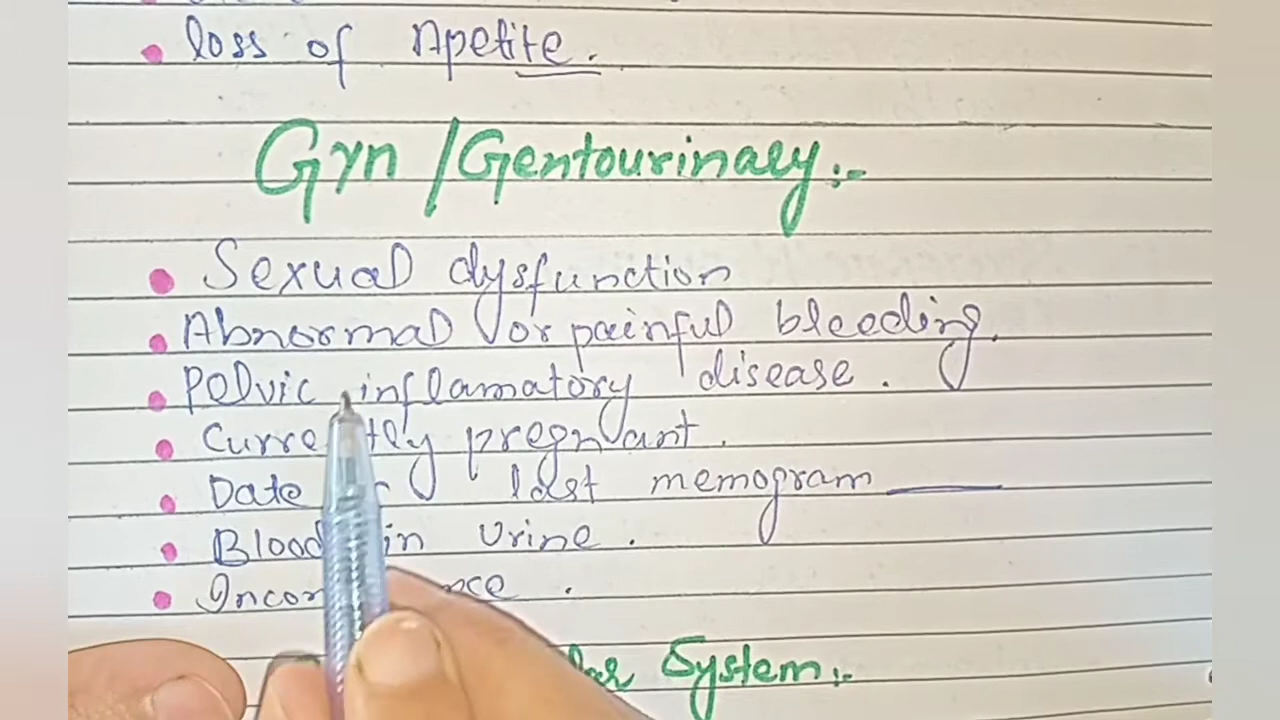 loss of Apetite.
Gyn /Gentourinary:-
Sexual dysfunction
Abnormal or painful bleeding.
Pelvic inflamatory disease.
Currently pregnant.
Date last memogram
Blood in Urine.
System:-